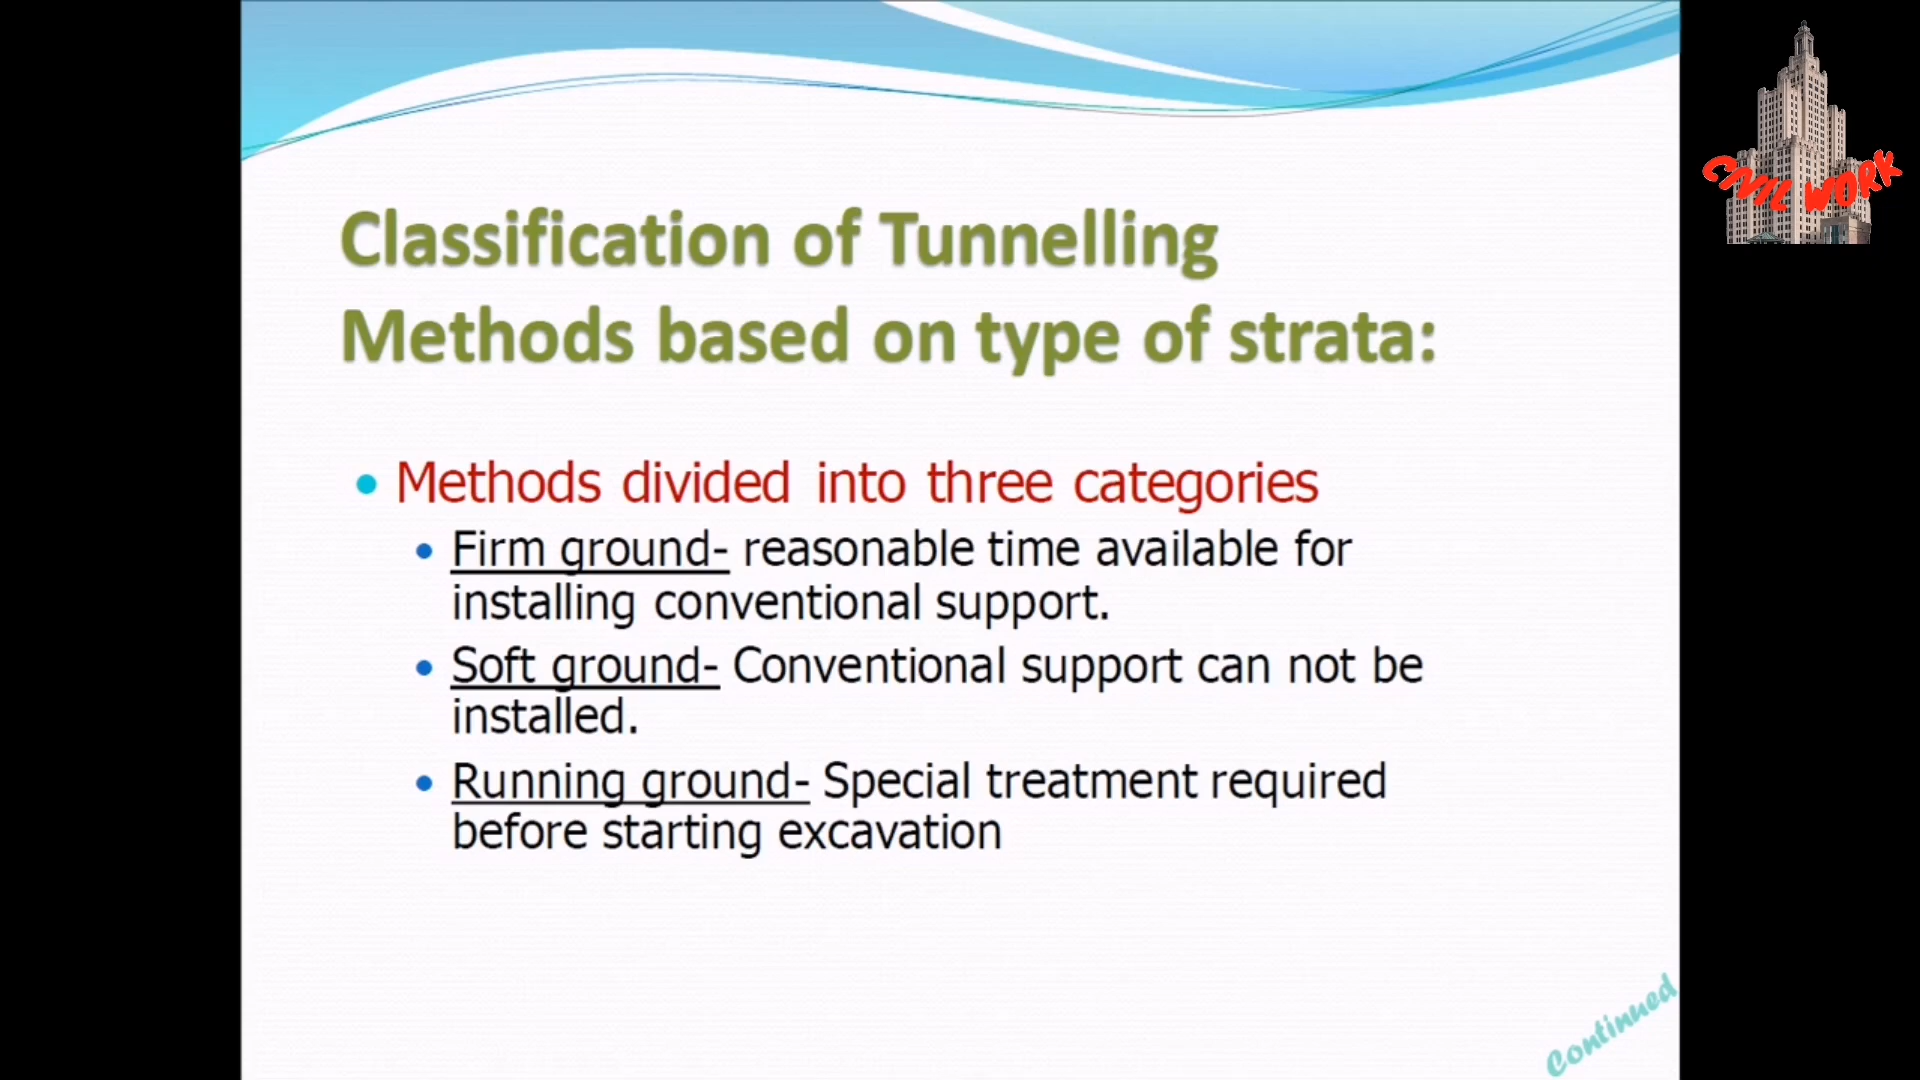 CIVIL WORK
Classification of Tunnelling
Methods based on type of strata:
Methods divided into three categories
Firm ground- reasonable time available for
installing conventional support.
Soft ground- Conventional support can not be
installed.
Running ground- Special treatment required
before starting excavation
Continued